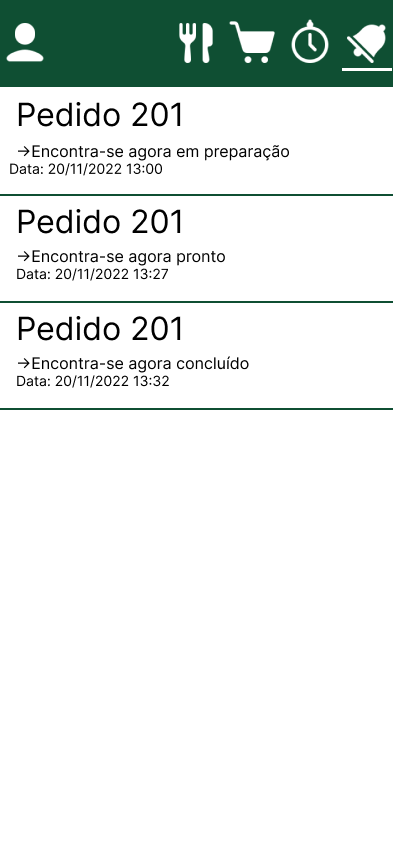 Pedido 201
→Encontra-se agora em preparação
Data: 20/11/2022 13:00
Pedido 201
→Encontra-se agora pronto
Data: 20/11/2022 13:27
Pedido 201
→Encontra-se agora concluído
Data: 20/11/2022 13:32